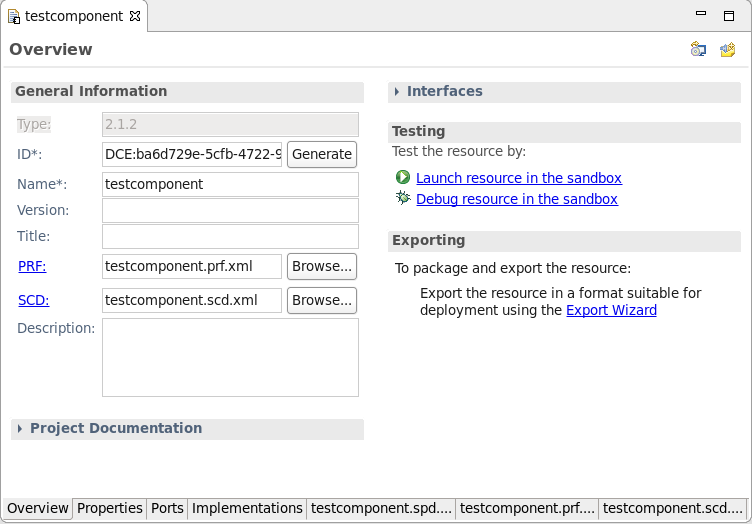 testcomponent
Overview
General Information
Type: 2.1.2
ID*: DCE:ba6d729e-5cfb-4722-9 Generate
Name*: testcomponent
Version:
Title:
PRF: testcomponent.prf.xml Browse...
SCD: testcomponent.scd.xml Browse...
Description:
Project Documentation
Interfaces
Testing
Test the resource by:
Launch resource in the sandbox
Debug resource in the sandbox
Exporting
To package and export the resource:
Export the resource in a format suitable for
deployment using the Export Wizard
Overview Properties Ports Implementations testcomponent.spd.... testcomponent.prf.... testcomponent.scd....